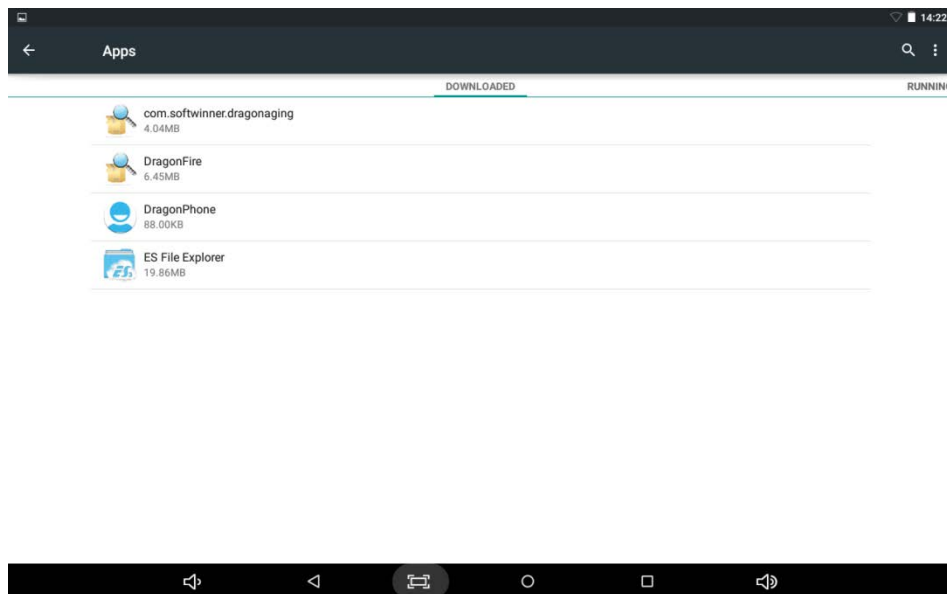 14:22
Apps
DOWNLOADED
com.softwinner.dragonaging
4.04MB
DragonFire
6.45MB
DragonPhone
88.00KB
ES File Explorer
19.86MB